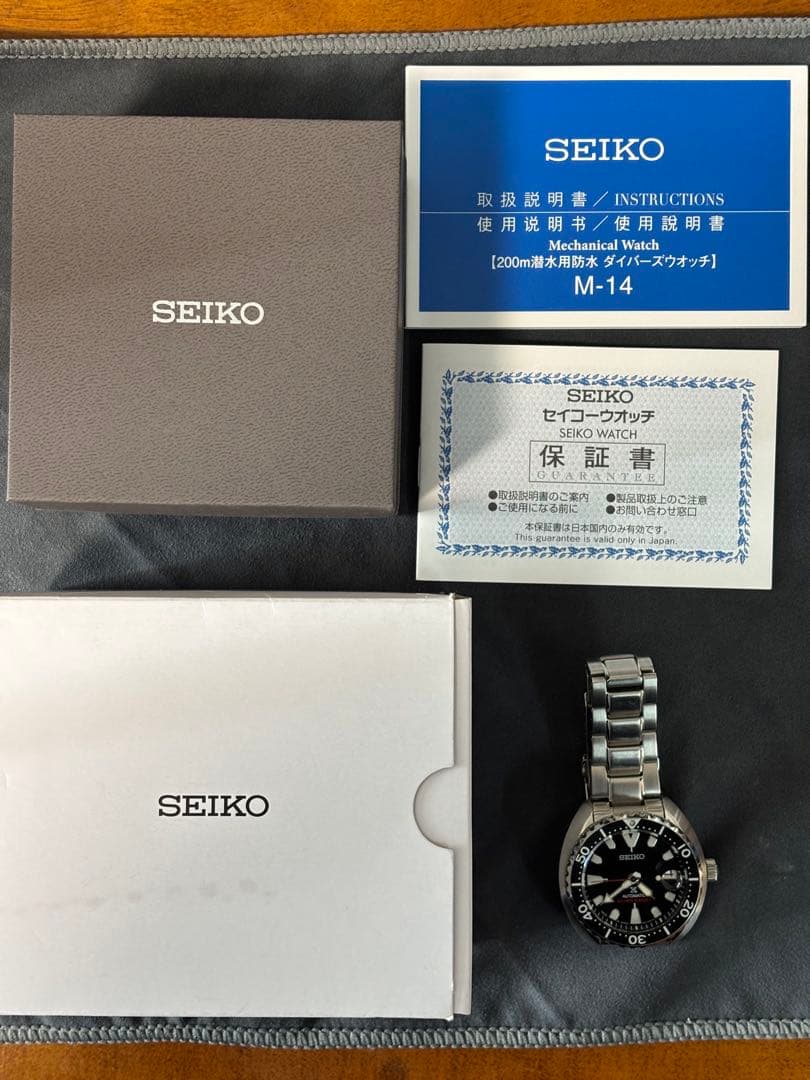 SEIKO
SEIKO
取扱説明書／INSTRUCTIONS
使用说明书／使用說明書
Mechanical Watch
【200m潜水用防水 ダイバーズウオッチ】
M-14
SEIKO
セイコーウオッチ
SEIKO WATCH
保証書
GUARANTEE
●取扱説明書のご案内 ●製品取扱上のご注意
●ご使用になる前に ●お問い合わせ窓口
本保証書は日本国内のみ有効です。
This guarantee is valid only in Japan.
SEIKO
SEIKO
AUTOMATIC
50
40
30
20